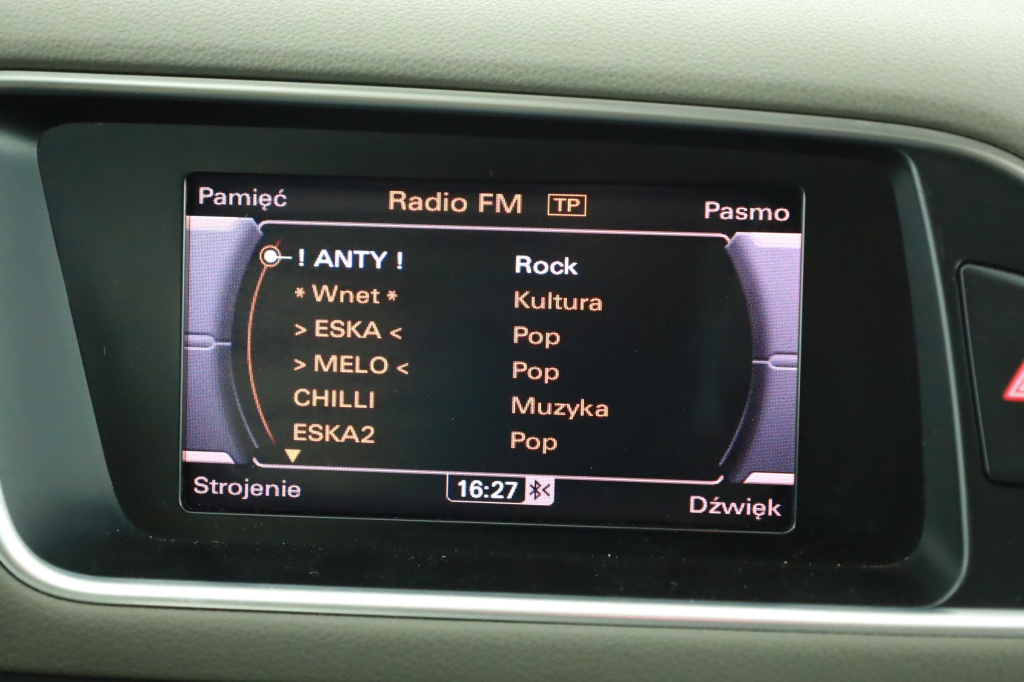 Pamięć Radio FM TP Pasmo
! ANTY ! Rock
* Wnet * Kultura
> ESKA < Pop
> MELO < Pop
CHILLI Muzyka
ESKA2 Pop
Strojenie 16:27 Dźwięk